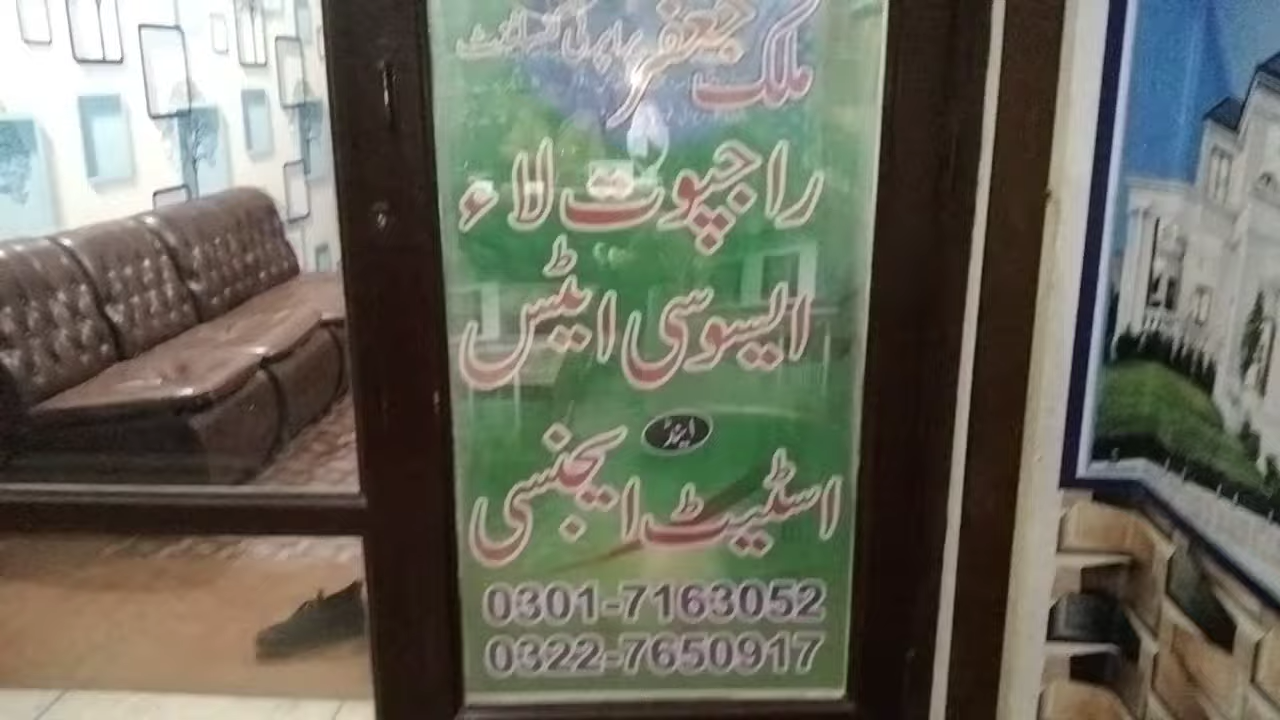 ملک جعفر پراپرٹی کنسلٹنٹ
راجپوت لاء
ایسوسی ایٹس
اینڈ
اسٹیٹ ایجنسی
0301-7163052
0322-7650917